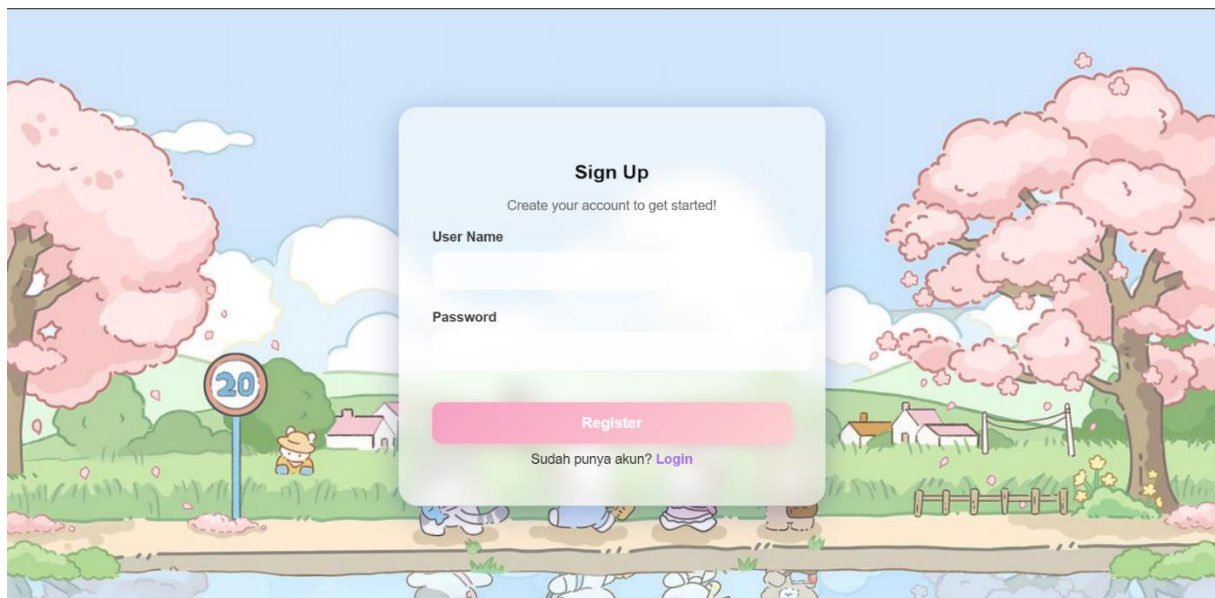 Sign Up
Create your account to get started!
User Name
Password
20
Register
Sudah punya akun? Login